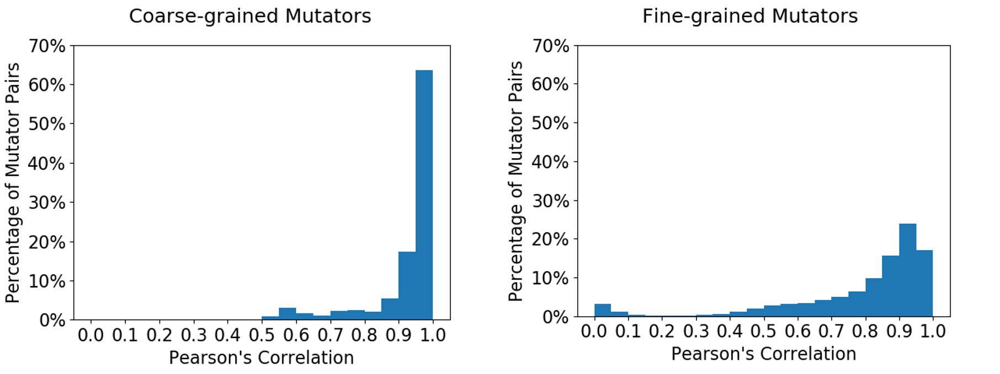 Coarse-grained Mutators
70%
60%
50%
40%
30%
20%
10%
0%
Percentage of Mutator Pairs
0.0 0.1 0.2 0.3 0.4 0.5 0.6 0.7 0.8 0.9 1.0
Pearson's Correlation
Fine-grained Mutators
70%
60%
50%
40%
30%
20%
10%
0%
Percentage of Mutator Pairs
0.0 0.1 0.2 0.3 0.4 0.5 0.6 0.7 0.8 0.9 1.0
Pearson's Correlation